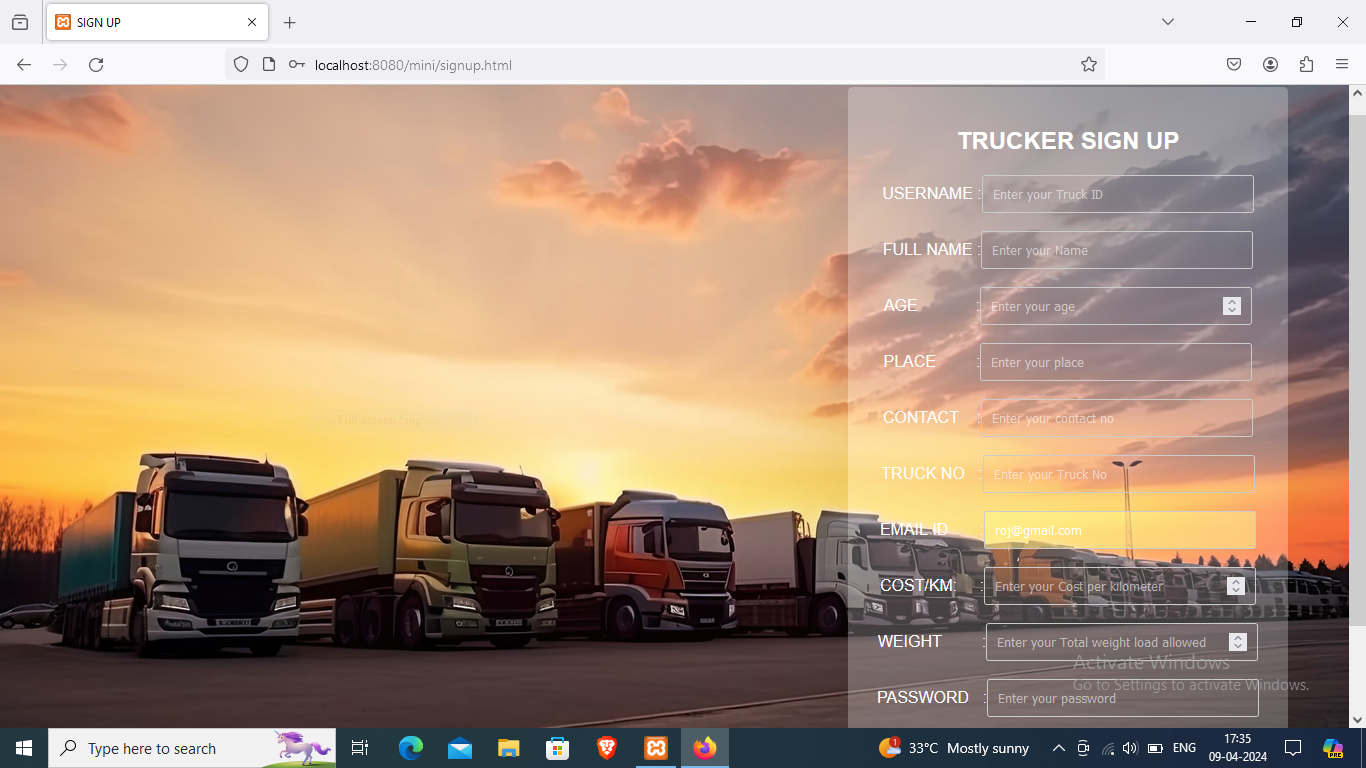 SIGN UP
localhost:8080/mini/signup.html
TRUCKER SIGN UP
USERNAME : Enter your Truck ID
FULL NAME : Enter your Name
AGE : Enter your age
PLACE : Enter your place
CONTACT : Enter your contact no
TRUCK NO : Enter your Truck No
EMAIL ID : roj@gmail.com
COST/KM: : Enter your Cost per kilometer
WEIGHT : Enter your Total weight load allowed
Activate Windows
Go to Settings to activate Windows.
PASSWORD : Enter your password
Type here to search
1
33°C Mostly sunny
ENG
17:35
09-04-2024
PRE